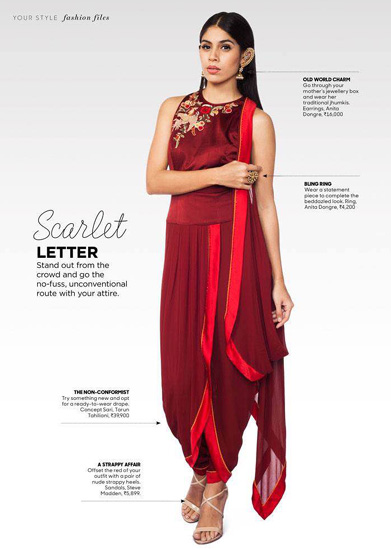 YOUR STYLE fashion files
OLD WORLD CHARM
Go through your
mother's jewellery box
and wear her
traditional jhumkis.
Earrings, Anita
Dongre, ₹16,000
BLING RING
Wear a statement
piece to complete the
bedazzled look. Ring,
Anita Dongre, ₹4,200
Scarlet
LETTER
Stand out from the
crowd and go the
no-fuss, unconventional
route with your attire.
THE NON-CONFORMIST
Try something new and opt
for a ready-to-wear drape.
Concept Sari, Tarun
Tahiliani, ₹39,900
A STRAPPY AFFAIR
Offset the red of your
outfit with a pair of
nude strappy heels.
Sandals, Steve
Madden, ₹5,899